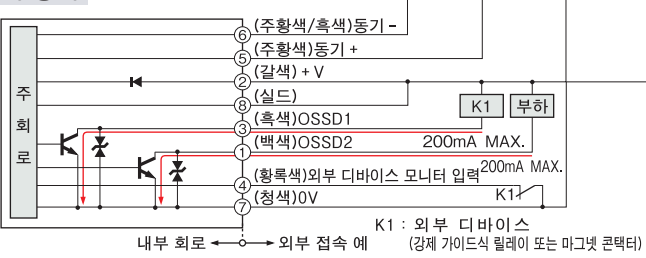 ⑥ (주황색/흑색)동기 -
⑤ (주황색)동기 +
② (갈색) + V
⑧ (실드)
③ (흑색)OSSD1
① (백색)OSSD2
④ (황록색)외부 디바이스 모니터 입력
⑦ (청색)0V
주회로
K1
부하
200mA MAX.
200mA MAX.
K1
K1 : 외부 디바이스
(강제 가이드식 릴레이 또는 마그넷 콘택터)
내부 회로
외부 접속 예